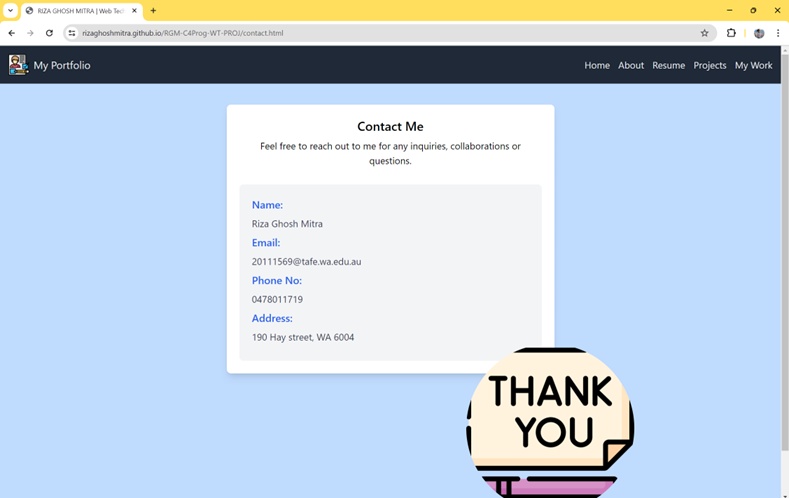 RIZA GHOSH MITRA | Web Tech
rizaghoshmitra.github.io/RGM-C4Prog-WT-PROJ/contact.html
My Portfolio
Home About Resume Projects My Work
Contact Me
Feel free to reach out to me for any inquiries, collaborations or
questions.
Name:
Riza Ghosh Mitra
Email:
20111569@tafe.wa.edu.au
Phone No:
0478011719
Address:
190 Hay street, WA 6004
THANK
YOU